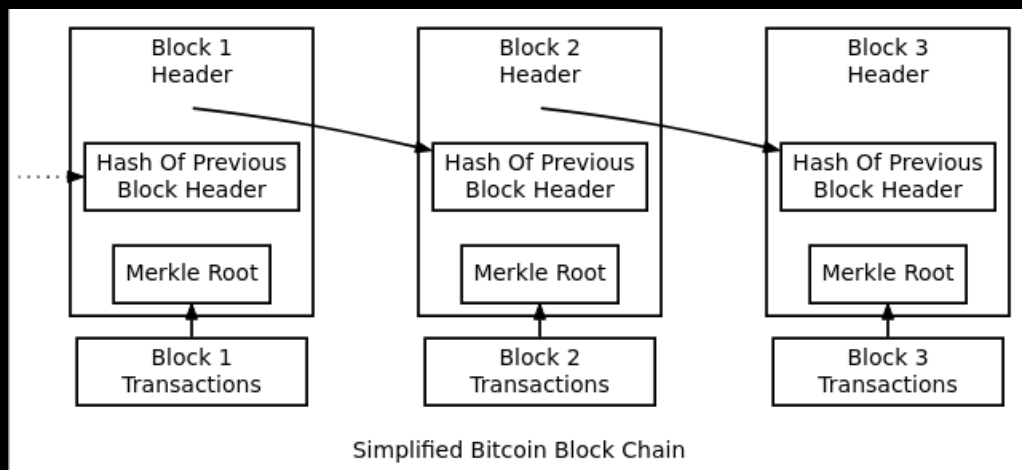 Block 1
Header
Hash Of Previous
Block Header
Merkle Root
Block 1
Transactions
Block 2
Header
Hash Of Previous
Block Header
Merkle Root
Block 2
Transactions
Block 3
Header
Hash Of Previous
Block Header
Merkle Root
Block 3
Transactions
Simplified Bitcoin Block Chain